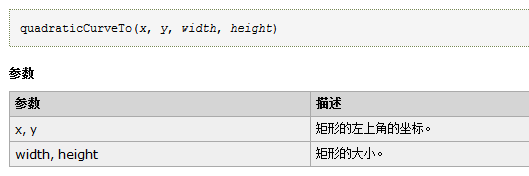 quadraticCurveTo(x, y, width, height)
参数
参数 描述
x, y 矩形的左上角的坐标。
width, height 矩形的大小。